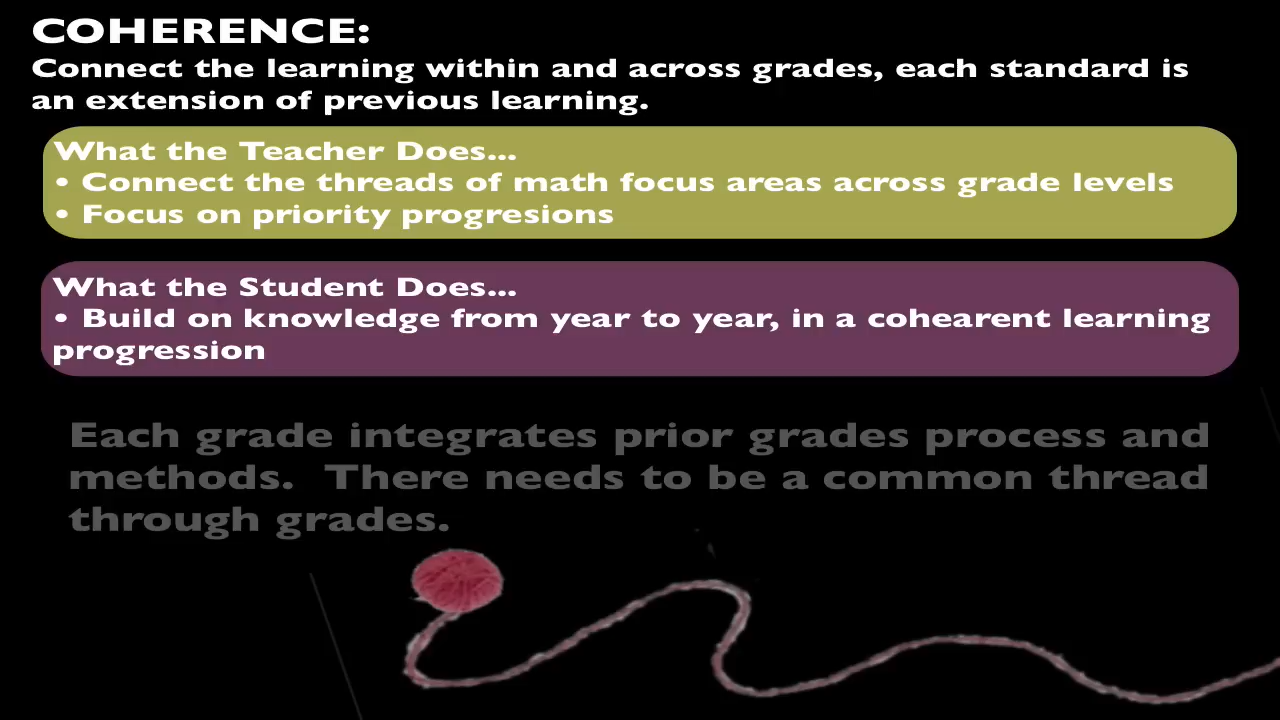 COHERENCE:
Connect the learning within and across grades, each standard is
an extension of previous learning.
What the Teacher Does...
• Connect the threads of math focus areas across grade levels
• Focus on priority progresions
What the Student Does...
• Build on knowledge from year to year, in a cohearent learning
progression
Each grade integrates prior grades process and
methods.  There needs to be a common thread
through grades.